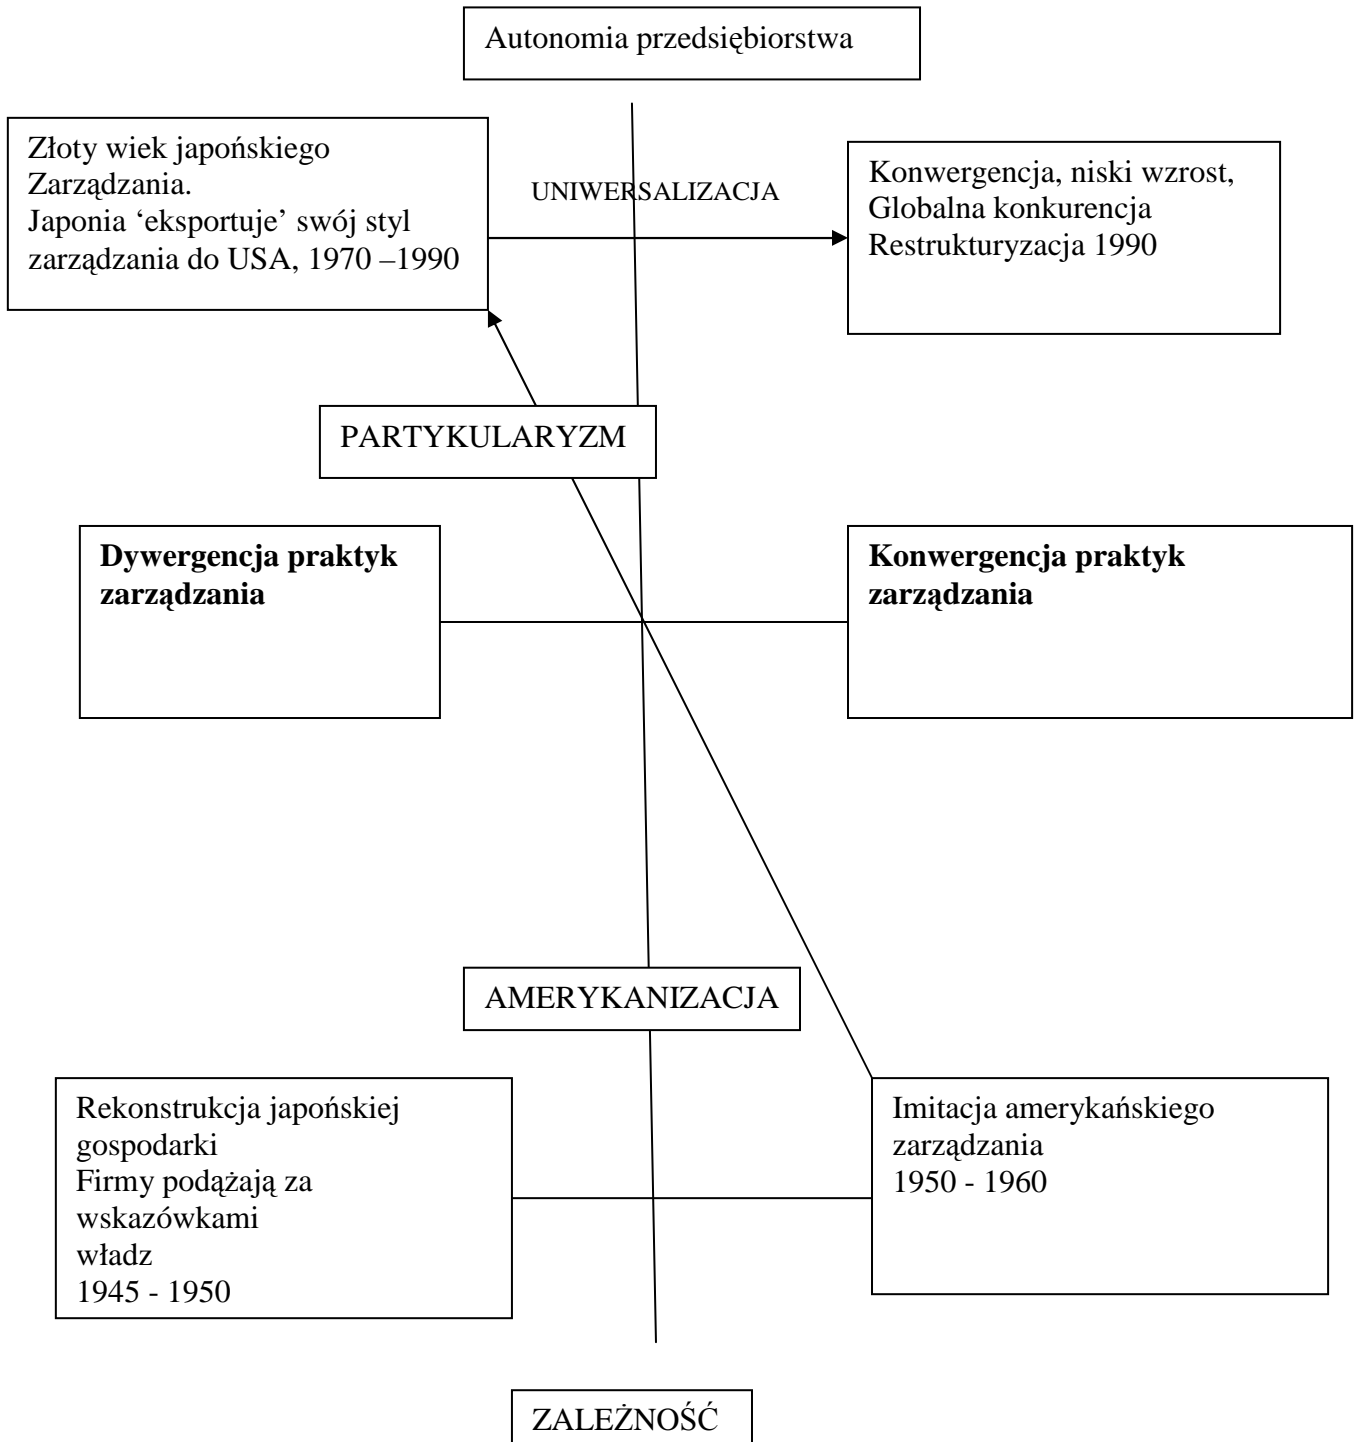 Autonomia przedsiębiorstwa
Złoty wiek japońskiego
Zarządzania.
Japonia ‘eksportuje’ swój styl
zarządzania do USA, 1970 –1990
UNIWERSALIZACJA
Konwergencja, niski wzrost,
Globalna konkurencja
Restrukturyzacja 1990
PARTYKULARYZM
Dywergencja praktyk
zarządzania
Konwergencja praktyk
zarządzania
AMERYKANIZACJA
Rekonstrukcja japońskiej
gospodarki
Firmy podążają za
wskazówkami
władz
1945 - 1950
Imitacja amerykańskiego
zarządzania
1950 - 1960
ZALEŻNOŚĆ